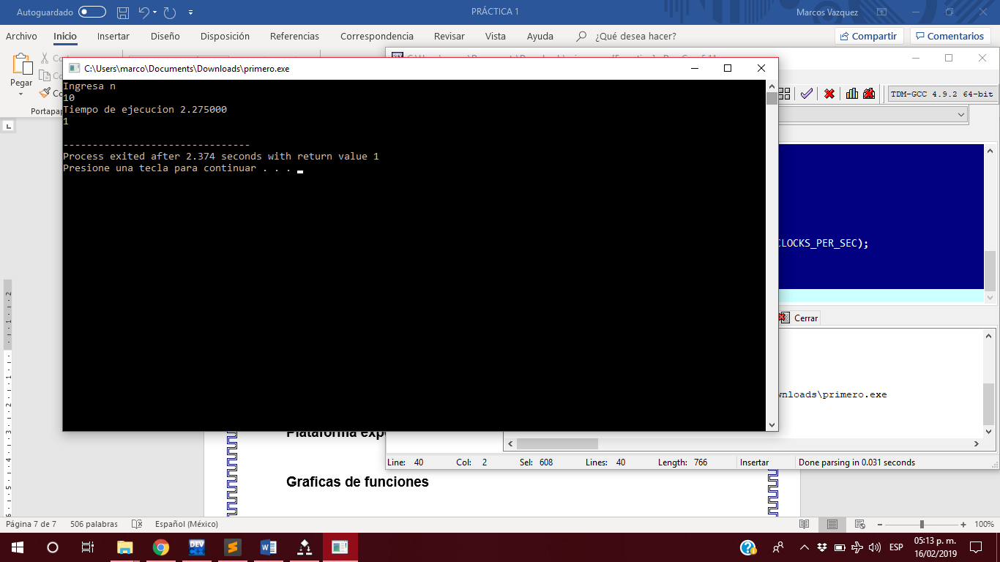 Autoguardado
PRÁCTICA 1
Marcos Vazquez
Archivo Inicio Insertar Diseño Disposición Referencias Correspondencia Revisar Vista Ayuda ¿Qué desea hacer? Compartir Comentarios
Pegar
C:\Users\marco\Documents\Downloads\primero.exe
Ingresa n
10
Tiempo de ejecucion 2.275000
1
--------------------------------
Process exited after 2.374 seconds with return value 1
Presione una tecla para continuar . . .
TDM-GCC 4.9.2 64-bit
CLOCKS_PER_SEC);
Cerrar
wnloads\primero.exe
Line: 40 Col: 2 Sel: 608 Lines: 40 Length: 766 Insertar Done parsing in 0.031 seconds
Plataforma exp
Graficas de funciones
Página 7 de 7 506 palabras Español (México) 100%
DEV
ESP
05:13 p. m.
16/02/2019